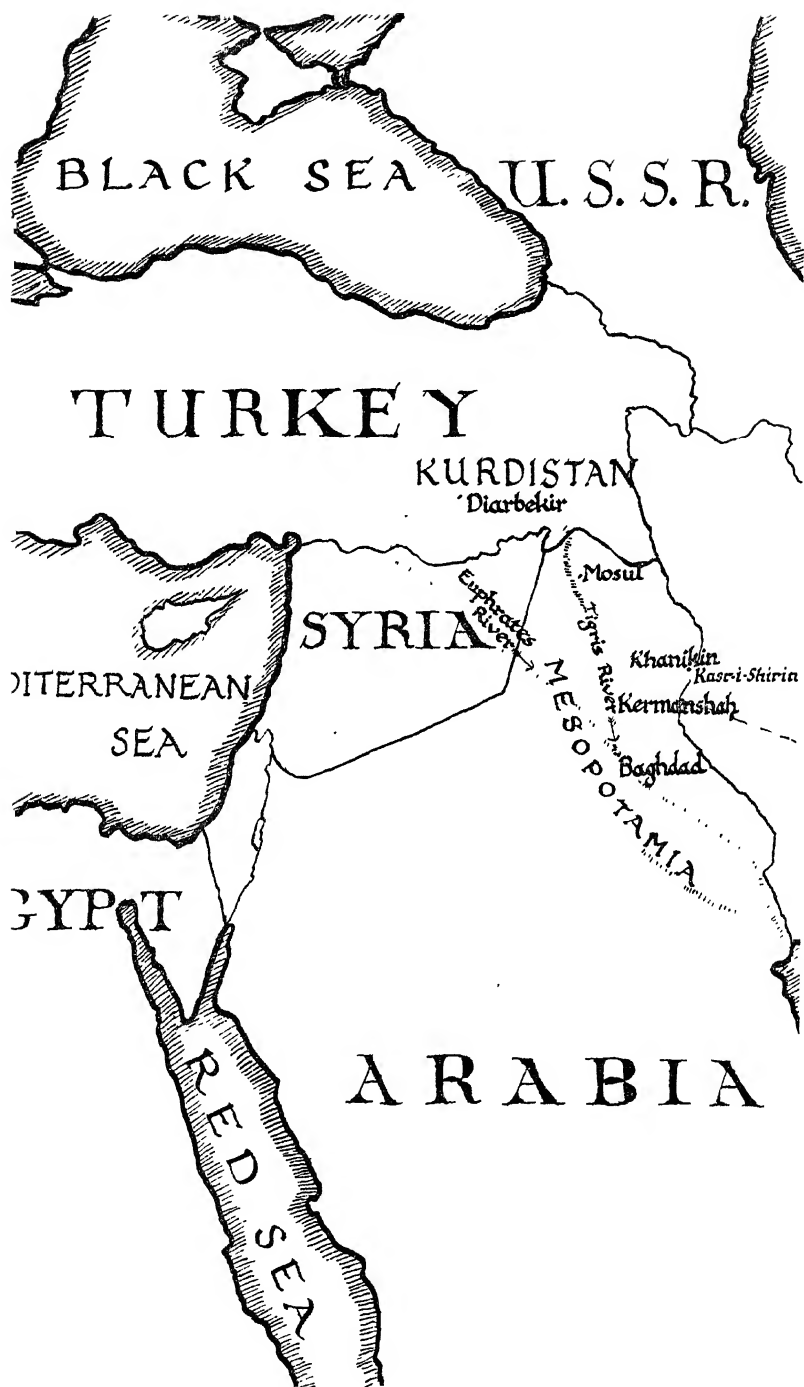 BLACK SEA
U.S.S.R.
TURKEY
KURDISTAN
Diarbekir
Mosul
Euphrates
River
Tigris River
SYRIA
MESOPOTAMIA
Khanikin
Kasr-i-Shirin
Kermanshah
Baghdad
DITERRANEAN
SEA
GYPT
ARABIA
RED SEA